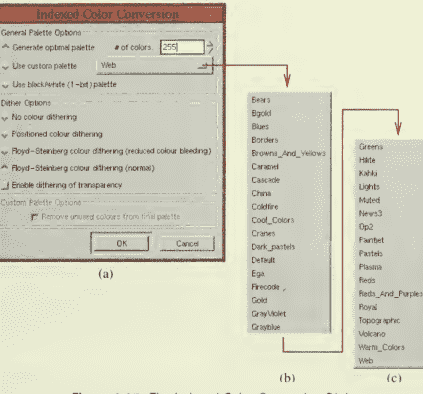 Indexed Color Conversion
General Palette Options
Generate optimal palette # of colors: 255
Use custom palette Web
Use black/white (1-bit) palette
Dither Options
No colour dithering
Positioned colour dithering
Floyd-Steinberg colour dithering (reduced colour bleeding)
Floyd-Steinberg colour dithering (normal)
Enable dithering of transparency
Custom Palette Options
Remove unused colours from final palette
OK Cancel
(a)
Bears
Bgold
Blues
Borders
Browns_And_Yellows
Caramel
Cascade
China
Coldfire
Cool_Colors
Cranes
Dark_pastels
Default
Ega
Firecode
Gold
GrayViolet
Grayblue
(b)
Greens
Hilite
Kahki
Lights
Muted
News3
Op2
Paintjet
Pastels
Plasma
Reds
Reds_And_Purples
Royal
Topographic
Volcano
Warm_Colors
Web
(c)